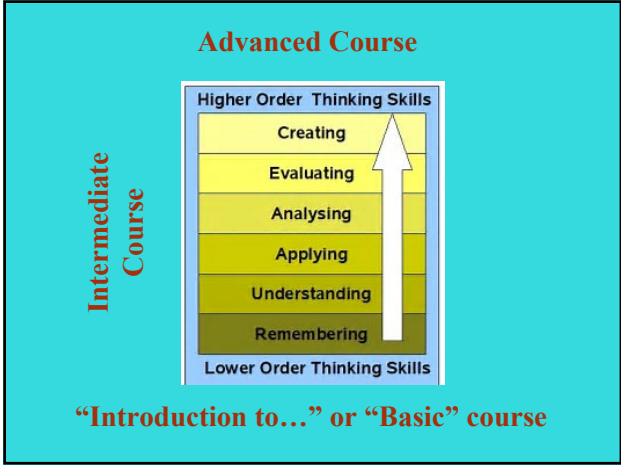 Advanced Course
Higher Order Thinking Skills
Creating
Evaluating
Analysing
Applying
Understanding
Remembering
Lower Order Thinking Skills
Intermediate
Course
“Introduction to…” or “Basic” course